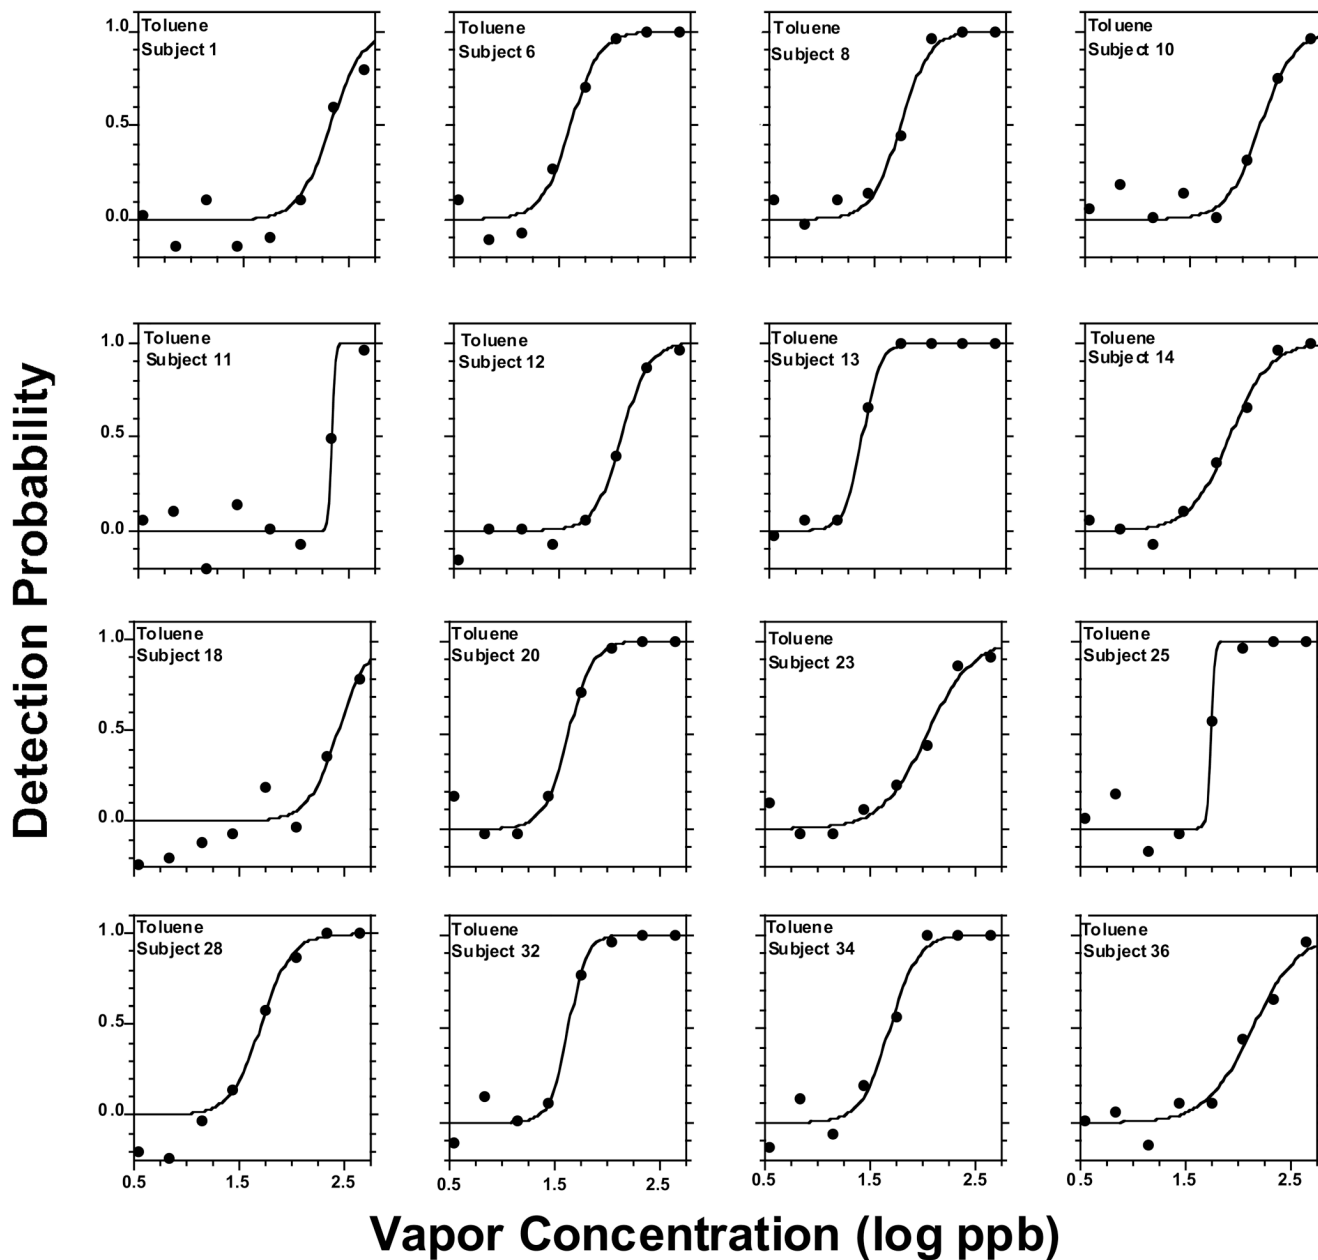 Toluene
Subject 1
Toluene
Subject 6
Toluene
Subject 8
Toluene
Subject 10
1.0
0.5
0.0
Toluene
Subject 11
Toluene
Subject 12
Toluene
Subject 13
Toluene
Subject 14
1.0
0.5
0.0
Detection Probability
Toluene
Subject 18
Toluene
Subject 20
Toluene
Subject 23
Toluene
Subject 25
1.0
0.5
0.0
Toluene
Subject 28
Toluene
Subject 32
Toluene
Subject 34
Toluene
Subject 36
1.0
0.5
0.0
0.5 1.5 2.5
0.5 1.5 2.5
0.5 1.5 2.5
0.5 1.5 2.5
Vapor Concentration (log ppb)